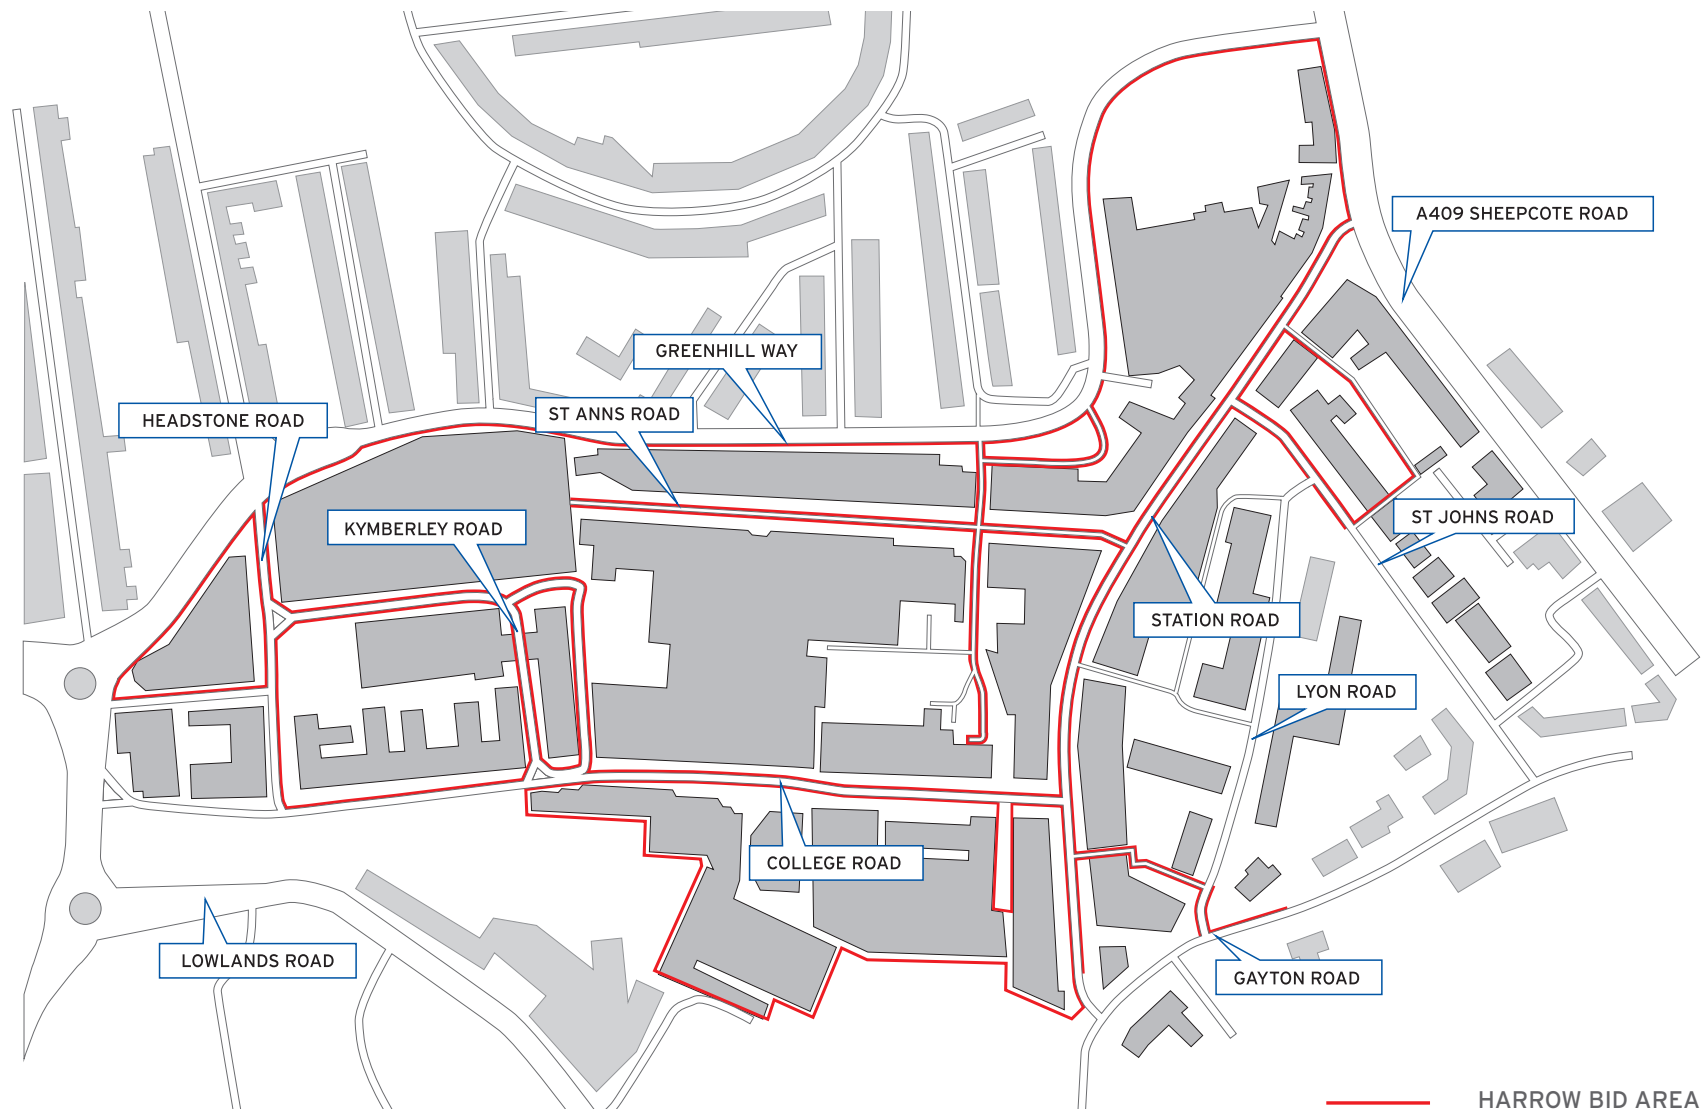 A409 SHEEPCOTE ROAD
GREENHILL WAY
ST ANNS ROAD
HEADSTONE ROAD
KYMBERLEY ROAD
ST JOHNS ROAD
STATION ROAD
LYON ROAD
COLLEGE ROAD
LOWLANDS ROAD
GAYTON ROAD
HARROW BID AREA